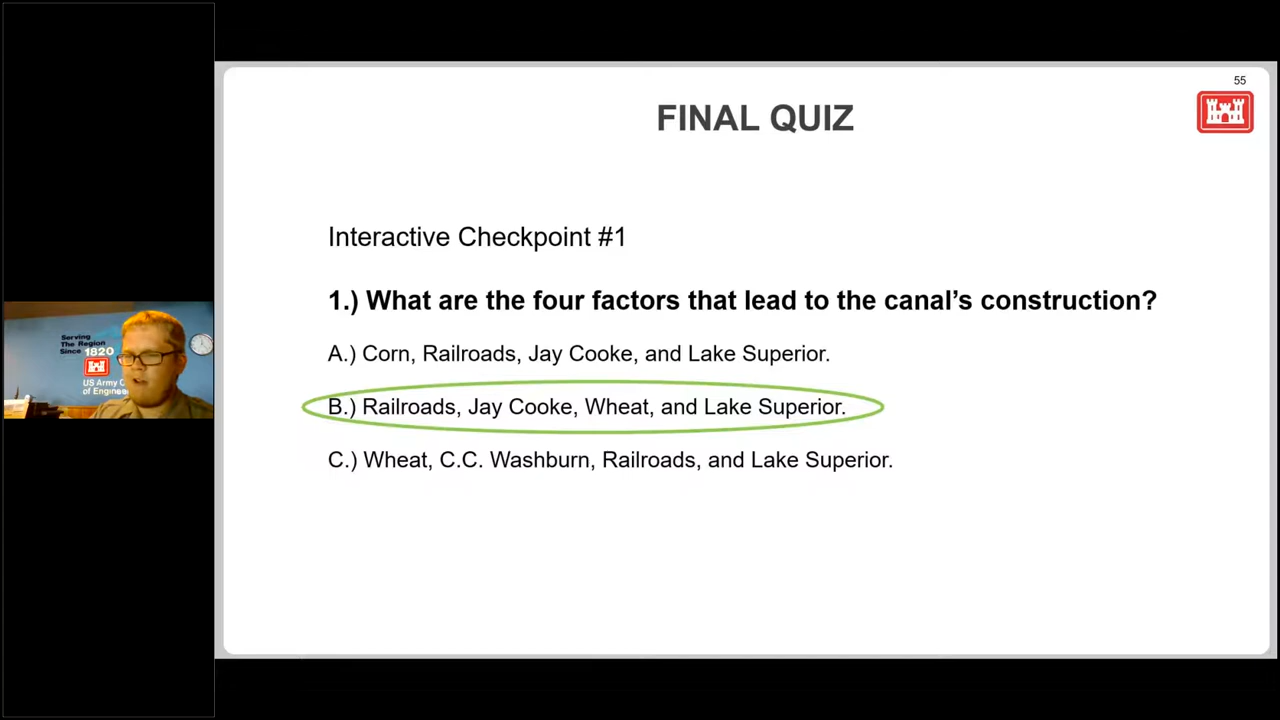 55
FINAL QUIZ
Interactive Checkpoint #1
1.) What are the four factors that lead to the canal's construction?
A.) Corn, Railroads, Jay Cooke, and Lake Superior.
B.) Railroads, Jay Cooke, Wheat, and Lake Superior.
C.) Wheat, C.C. Washburn, Railroads, and Lake Superior.
Serving
The Region
Since 1820
US Army
of Engineers